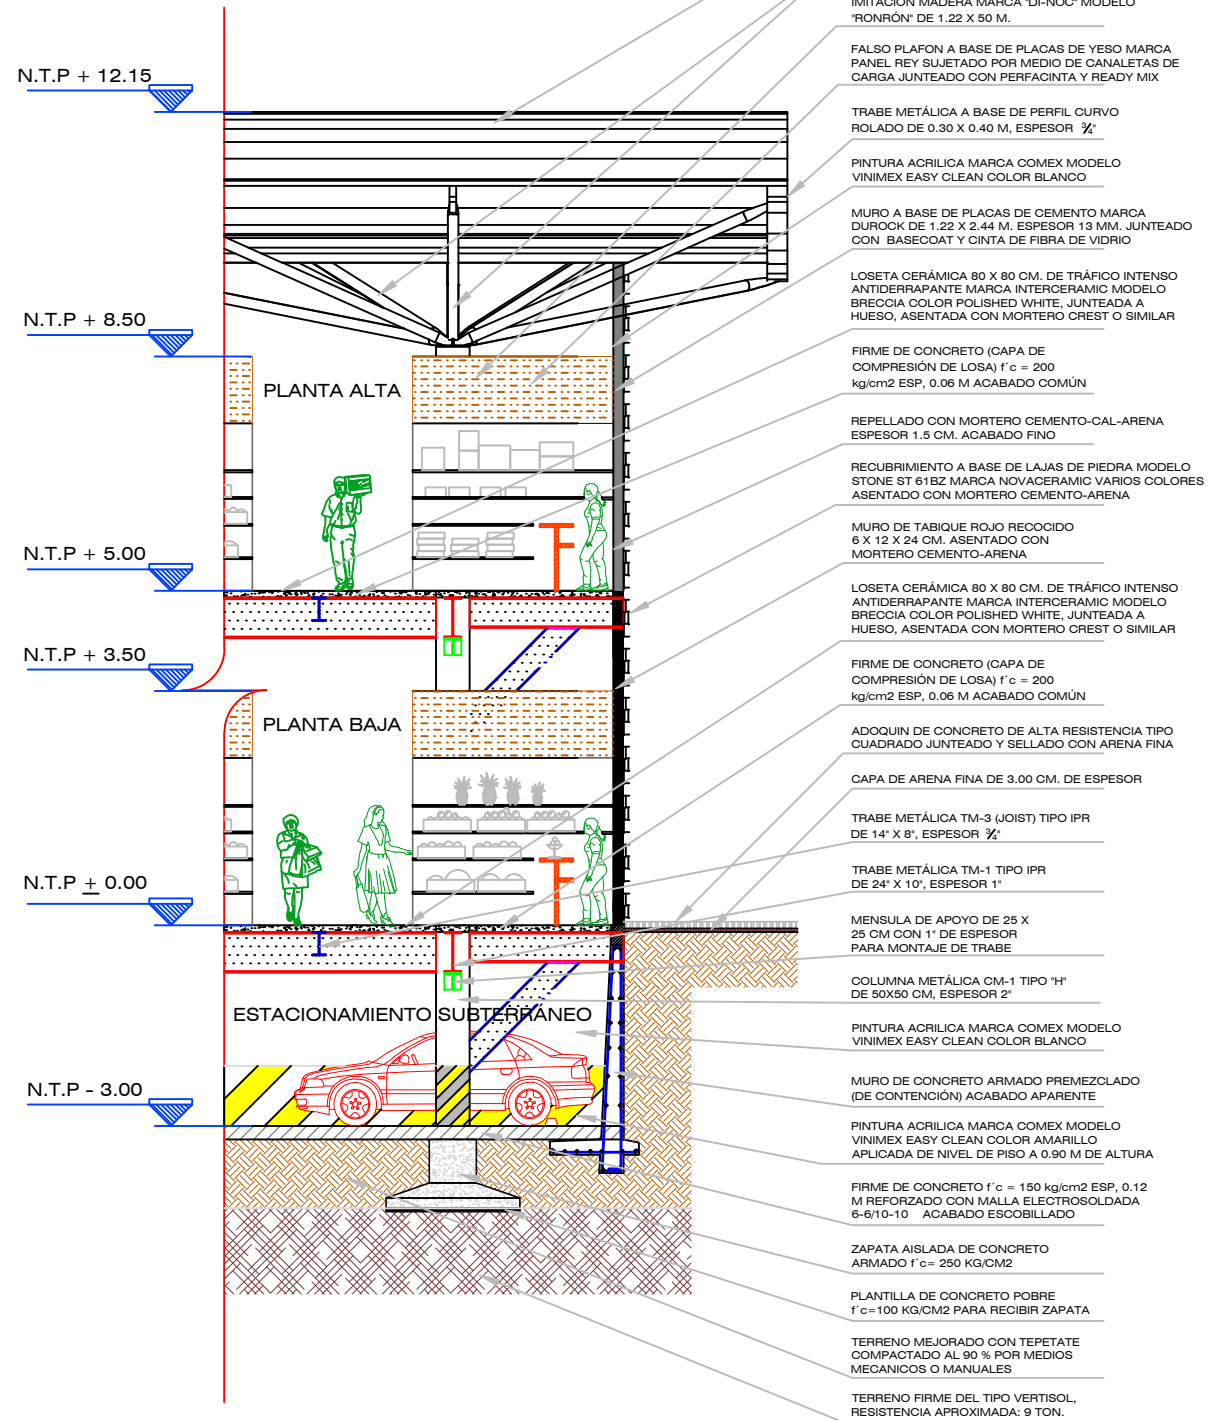 N.T.P + 12.15
N.T.P + 8.50
PLANTA ALTA
N.T.P + 5.00
N.T.P + 3.50
PLANTA BAJA
N.T.P ± 0.00
ESTACIONAMIENTO SUBTERRÁNEO
N.T.P - 3.00
IMITACIÓN MADERA MARCA "DI-NOC" MODELO
"RONRÓN" DE 1.22 X 50 M.
FALSO PLAFON A BASE DE PLACAS DE YESO MARCA
PANEL REY SUJETADO POR MEDIO DE CANALETAS DE
CARGA JUNTEADO CON PERFACINTA Y READY MIX
TRABE METÁLICA A BASE DE PERFIL CURVO
ROLADO DE 0.30 X 0.40 M, ESPESOR ¾"
PINTURA ACRILICA MARCA COMEX MODELO
VINIMEX EASY CLEAN COLOR BLANCO
MURO A BASE DE PLACAS DE CEMENTO MARCA
DUROCK DE 1.22 X 2.44 M. ESPESOR 13 MM. JUNTEADO
CON BASECOAT Y CINTA DE FIBRA DE VIDRIO
LOSETA CERÁMICA 80 X 80 CM. DE TRÁFICO INTENSO
ANTIDERRAPANTE MARCA INTERCERAMIC MODELO
BRECCIA COLOR POLISHED WHITE, JUNTEADA A
HUESO, ASENTADA CON MORTERO CREST O SIMILAR
FIRME DE CONCRETO (CAPA DE
COMPRESIÓN DE LOSA) f´c = 200
kg/cm2 ESP, 0.06 M ACABADO COMÚN
REPELLADO CON MORTERO CEMENTO-CAL-ARENA
ESPESOR 1.5 CM. ACABADO FINO
RECUBRIMIENTO A BASE DE LAJAS DE PIEDRA MODELO
STONE ST 61BZ MARCA NOVACERAMIC VARIOS COLORES
ASENTADO CON MORTERO CEMENTO-ARENA
MURO DE TABIQUE ROJO RECOCIDO
6 X 12 X 24 CM. ASENTADO CON
MORTERO CEMENTO-ARENA
LOSETA CERÁMICA 80 X 80 CM. DE TRÁFICO INTENSO
ANTIDERRAPANTE MARCA INTERCERAMIC MODELO
BRECCIA COLOR POLISHED WHITE, JUNTEADA A
HUESO, ASENTADA CON MORTERO CREST O SIMILAR
FIRME DE CONCRETO (CAPA DE
COMPRESIÓN DE LOSA) f´c = 200
kg/cm2 ESP, 0.06 M ACABADO COMÚN
ADOQUIN DE CONCRETO DE ALTA RESISTENCIA TIPO
CUADRADO JUNTEADO Y SELLADO CON ARENA FINA
CAPA DE ARENA FINA DE 3.00 CM. DE ESPESOR
TRABE METÁLICA TM-3 (JOIST) TIPO IPR
DE 14" X 8", ESPESOR ¾"
TRABE METÁLICA TM-1 TIPO IPR
DE 24" X 10", ESPESOR 1"
MENSULA DE APOYO DE 25 X
25 CM CON 1" DE ESPESOR
PARA MONTAJE DE TRABE
COLUMNA METÁLICA CM-1 TIPO "H"
DE 50X50 CM, ESPESOR 2"
PINTURA ACRILICA MARCA COMEX MODELO
VINIMEX EASY CLEAN COLOR BLANCO
MURO DE CONCRETO ARMADO PREMEZCLADO
(DE CONTENCIÓN) ACABADO APARENTE
PINTURA ACRILICA MARCA COMEX MODELO
VINIMEX EASY CLEAN COLOR AMARILLO
APLICADA DE NIVEL DE PISO A 0.90 M DE ALTURA
FIRME DE CONCRETO f´c = 150 kg/cm2 ESP, 0.12
M REFORZADO CON MALLA ELECTROSOLDADA
6-6/10-10 ACABADO ESCOBILLADO
ZAPATA AISLADA DE CONCRETO
ARMADO f´c= 250 KG/CM2
PLANTILLA DE CONCRETO POBRE
f´c=100 KG/CM2 PARA RECIBIR ZAPATA
TERRENO MEJORADO CON TEPETATE
COMPACTADO AL 90 % POR MEDIOS
MECANICOS O MANUALES
TERRENO FIRME DEL TIPO VERTISOL,
RESISTENCIA APROXIMADA: 9 TON.